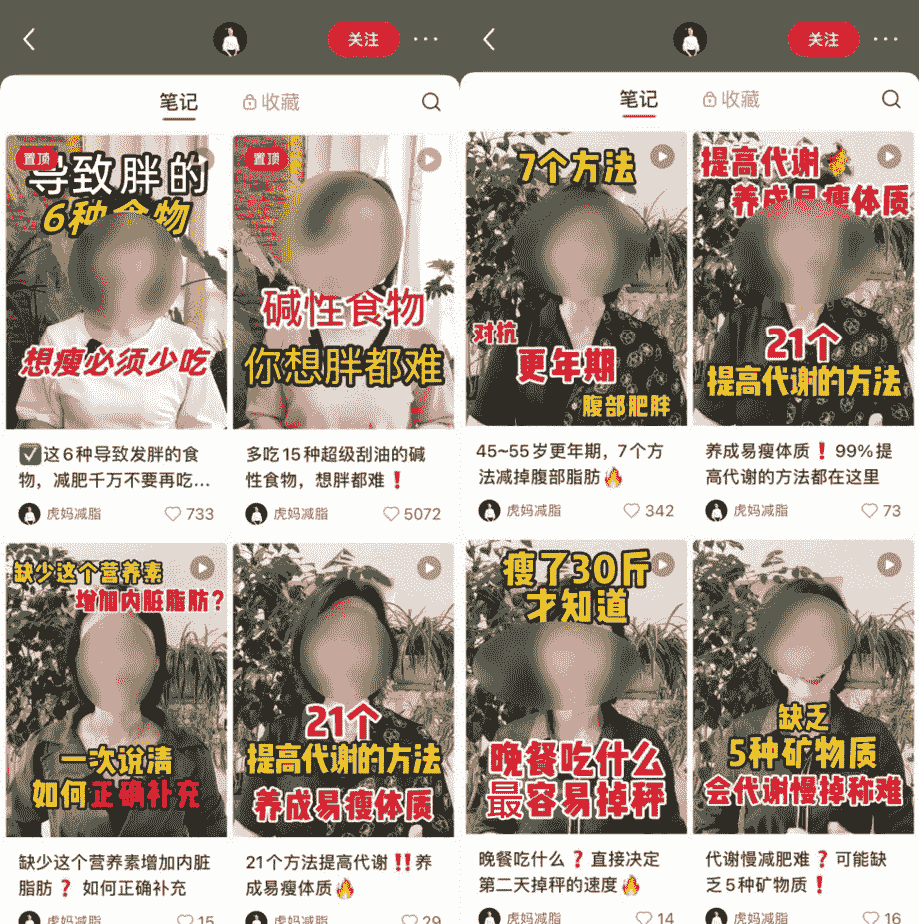 关注
笔记
收藏
置顶
导致胖的
6种食物
想瘦必须少吃
✅这6种导致发胖的食
物，减肥千万不要再吃...
虎妈减脂
733
置顶
碱性食物
你想胖都难
多吃15种超级刮油的碱
性食物，想胖都难❗
虎妈减脂
5072
缺少这个营养素
增加内脏脂肪?
一次说清
如何正确补充
缺少这个营养素增加内脏
脂肪❓ 如何正确补充
虎妈减脂
15
21个
提高代谢的方法
养成易瘦体质
21个方法提高代谢‼️养
成易瘦体质🔥
虎妈减脂
29
关注
笔记
收藏
7个方法
对抗
更年期
腹部肥胖
45~55岁更年期，7个方
法减掉腹部脂肪🔥
虎妈减脂
342
提高代谢🔥
养成易瘦体质
21个
提高代谢的方法
养成易瘦体质❗99%提
高代谢的方法都在这里
虎妈减脂
73
瘦了30斤
才知道
晚餐吃什么
最容易掉秤
晚餐吃什么❓直接决定
第二天掉秤的速度🔥
虎妈减脂
14
缺乏
5种矿物质
会代谢慢掉称难
代谢慢减肥难❓可能缺
乏5种矿物质❗
虎妈减脂
16